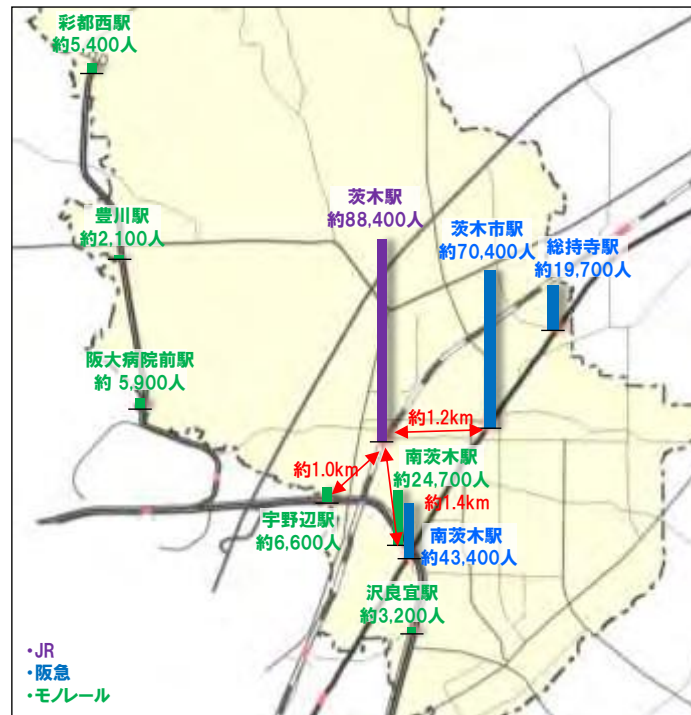 彩都西駅
約5,400人
茨木駅
約88,400人
豊川駅
約2,100人
茨木市駅
約70,400人
総持寺駅
約19,700人
阪大病院前駅
約 5,900人
約1.2km
約1.0km
南茨木駅
約24,700人
約1.4km
宇野辺駅
約6,600人
南茨木駅
約43,400人
沢良宜駅
約3,200人
・JR
・阪急
・モノレール